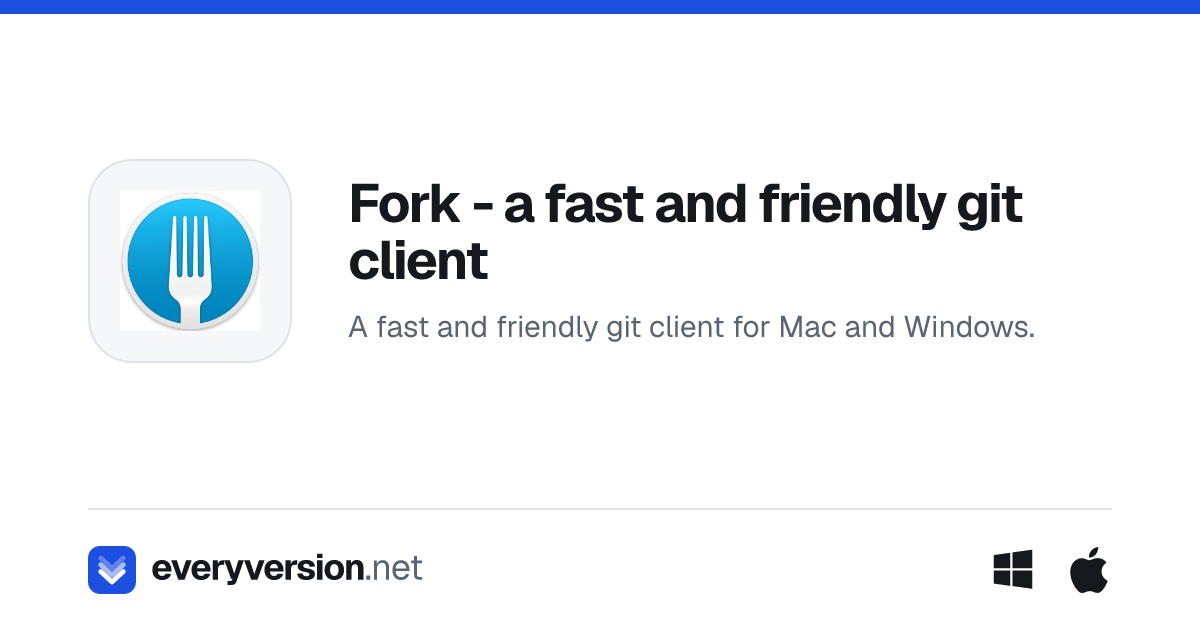 Fork - a fast and friendly git
client
A fast and friendly git client for Mac and Windows.
everyversion.net